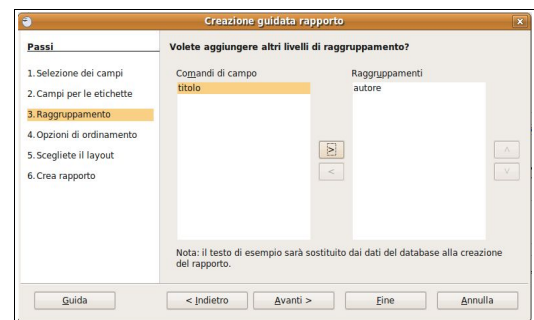 Creazione guidata rapporto
Passi
1. Selezione dei campi
2. Campi per le etichette
3. Raggruppamento
4. Opzioni di ordinamento
5. Scegliete il layout
6. Crea rapporto
Volete aggiungere altri livelli di raggruppamento?
Comandi di campo
titolo
Raggruppamenti
autore
>
<
Nota: il testo di esempio sarà sostituito dai dati del database alla creazione
del rapporto.
Guida
< Indietro
Avanti >
Fine
Annulla